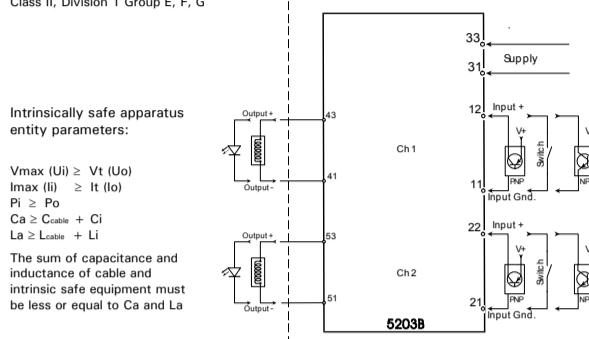 Class II, Division 1 Group E, F, G
33
Supply
31
Intrinsically safe apparatus
entity parameters:
Vmax (Ui) ≥ Vt (Uo)
Imax (Ii) ≥ It (Io)
Pi ≥ Po
Ca ≥ Ccable + Ci
La ≥ Lcable + Li
The sum of capacitance and
inductance of cable and
intrinsic safe equipment must
be less or equal to Ca and La
Output +
43
Ch 1
41
Output -
12
Input +
V+
Switch
PNP
11
Input Gnd.
Output +
53
Ch 2
51
Output -
22
Input +
V+
Switch
PNP
21
Input Gnd.
5203B